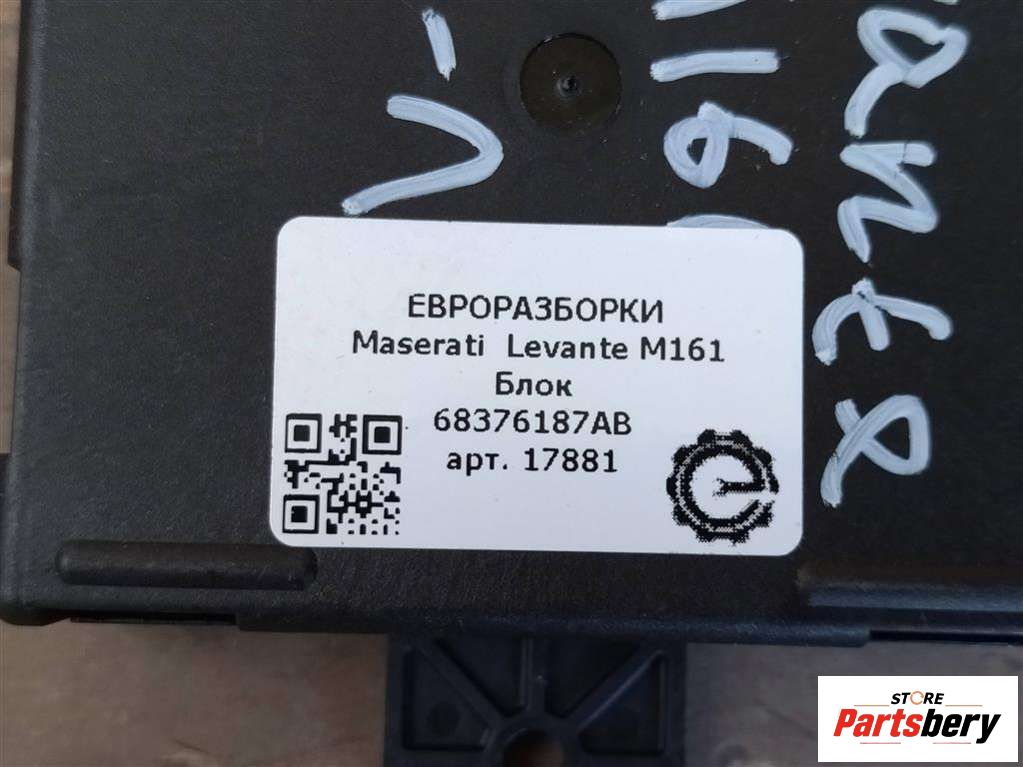 ЕВРОРАЗБОРКИ
Maserati Levante M161
Блок
68376187AB
арт. 17881
STORE
Partsbery